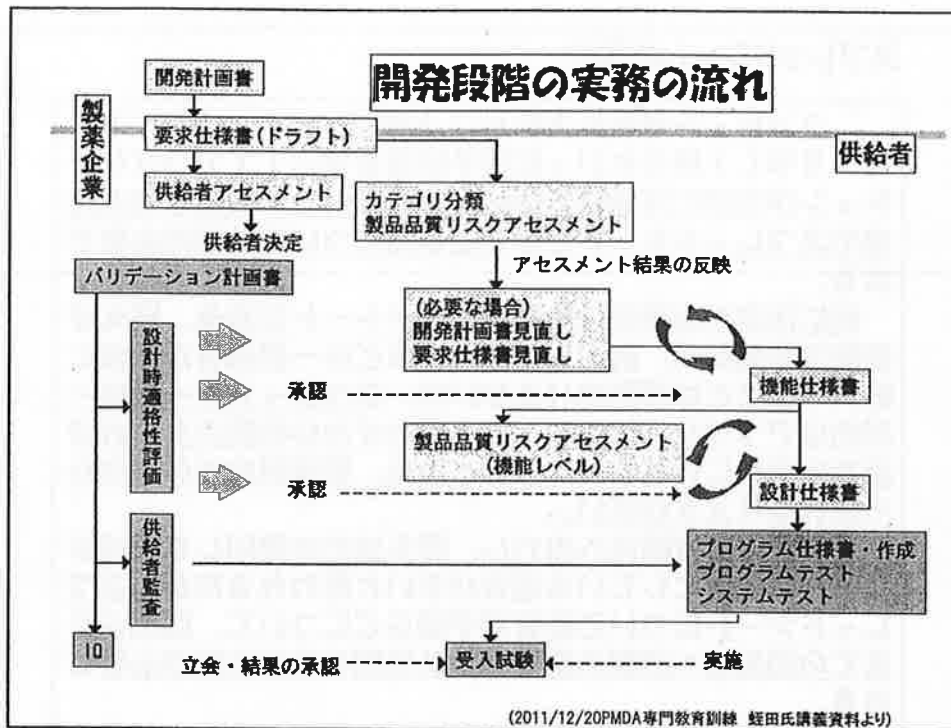 開発段階の実務の流れ
製薬企業
供給者
開発計画書
要求仕様書(ドラフト)
供給者アセスメント
供給者決定
カテゴリ分類
製品品質リスクアセスメント
アセスメント結果の反映
バリデーション計画書
(必要な場合)
開発計画書見直し
要求仕様書見直し
設計時適格性評価
承認
機能仕様書
製品品質リスクアセスメント
(機能レベル)
承認
設計仕様書
供給者監査
プログラム仕様書・作成
プログラムテスト
システムテスト
IQ
立会・結果の承認
受入試験
実施
(2011/12/20PMDA専門教育訓練 蛭田氏講義資料より)